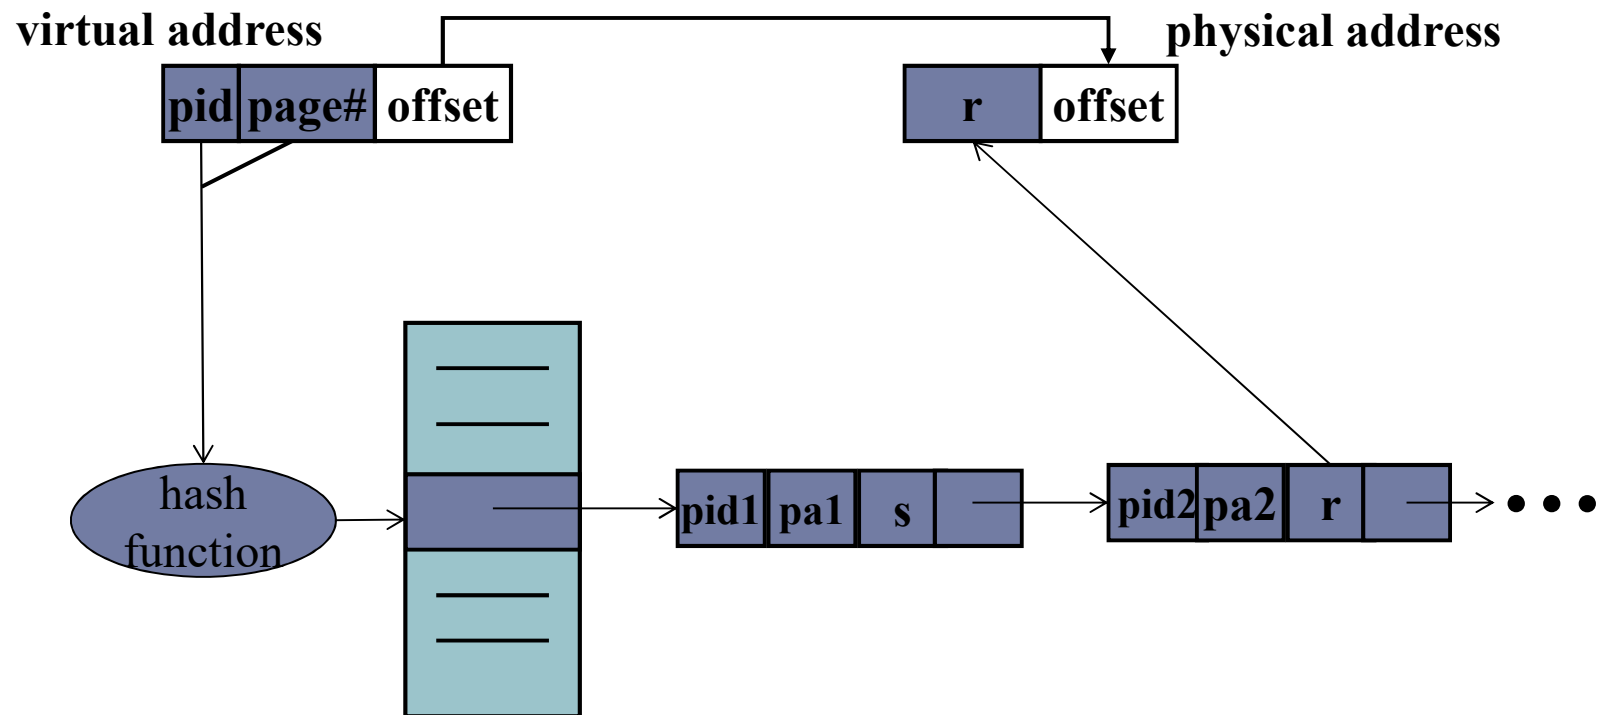 virtual address
physical address
pid page# offset
r offset
hash
function
pid1 pa1 s
pid2 pa2 r